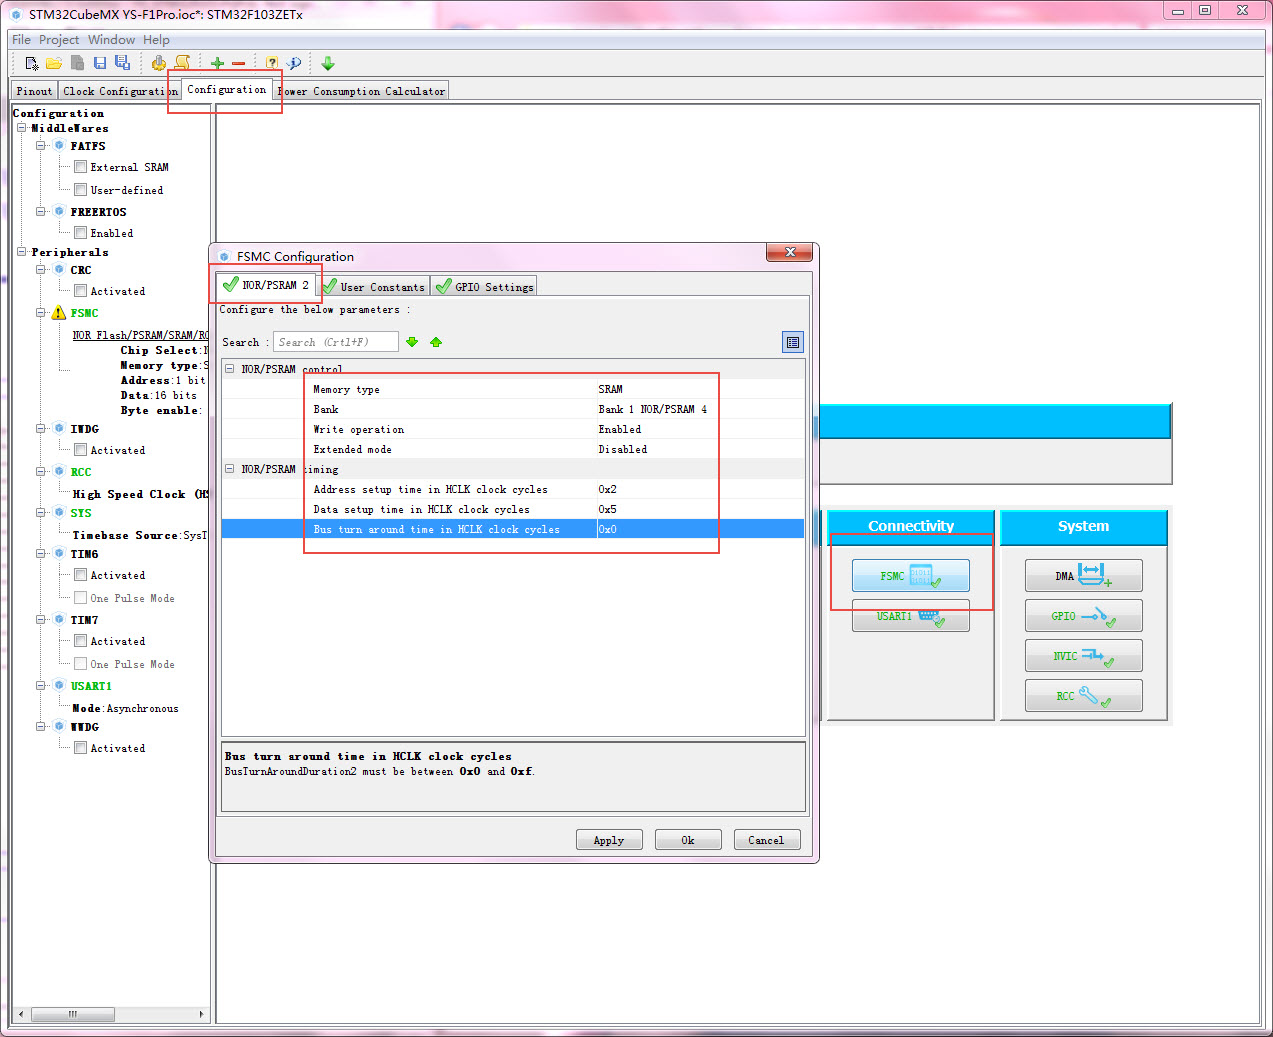 STM32CubeMX YS-F1Pro.ioc*: STM32F103ZETx
File Project Window Help
Pinout Clock Configuration Configuration Power Consumption Calculator
Configuration
MiddleWares
FATFS
External SRAM
User-defined
FREERTOS
Enabled
Peripherals
CRC
Activated
FSMC
NOR Flash/PSRAM/SRAM/RO
Chip Select:N
Memory type:S
Address:1 bit
Data:16 bits
Byte enable:
IWDG
Activated
RCC
High Speed Clock (HS
SYS
Timebase Source:SysT
TIM6
Activated
One Pulse Mode
TIM7
Activated
One Pulse Mode
USART1
Mode:Asynchronous
WWDG
Activated
FSMC Configuration
NOR/PSRAM 2 User Constants GPIO Settings
Configure the below parameters :
Search : Search (Crtl+F)
NOR/PSRAM control
Memory type SRAM
Bank Bank 1 NOR/PSRAM 4
Write operation Enabled
Extended mode Disabled
NOR/PSRAM timing
Address setup time in HCLK clock cycles 0x2
Data setup time in HCLK clock cycles 0x5
Bus turn around time in HCLK clock cycles 0x0
Bus turn around time in HCLK clock cycles
BusTurnAroundDuration2 must be between 0x0 and 0xf.
Apply Ok Cancel
Connectivity
FSMC
USART1
System
DMA
GPIO
NVIC
RCC